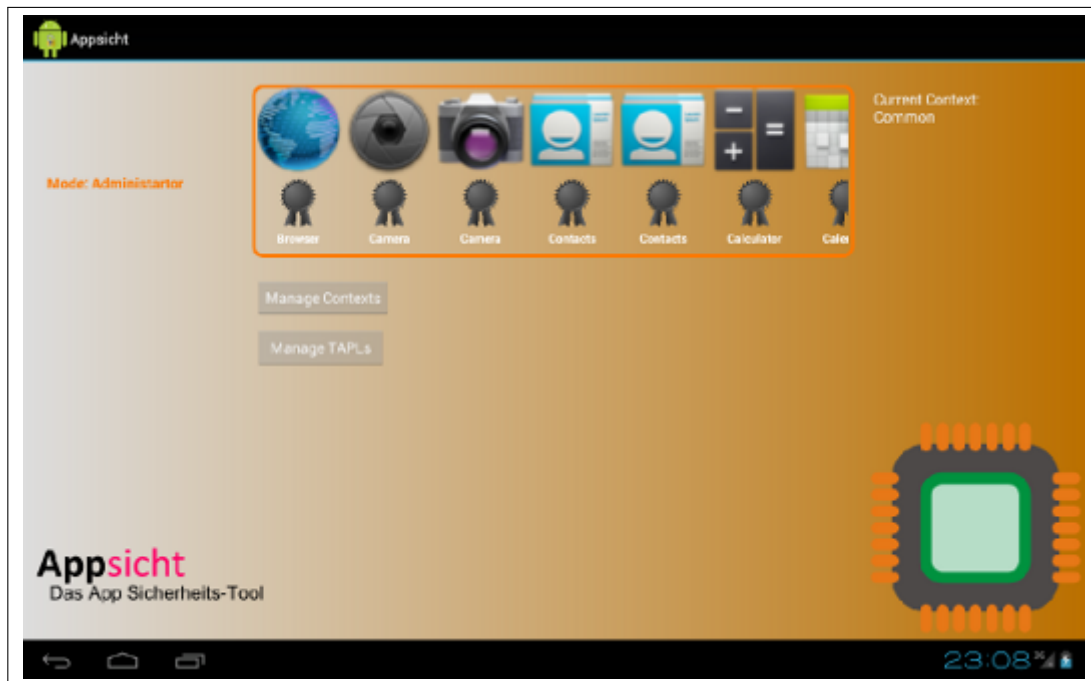 Appsicht
Current Context:
Common
Mode: Administartor
Browser
Camera
Camera
Contacts
Contacts
Calculator
Cale
Manage Contexts
Manage TAPLs
Appsicht
Das App Sicherheits-Tool
23:08